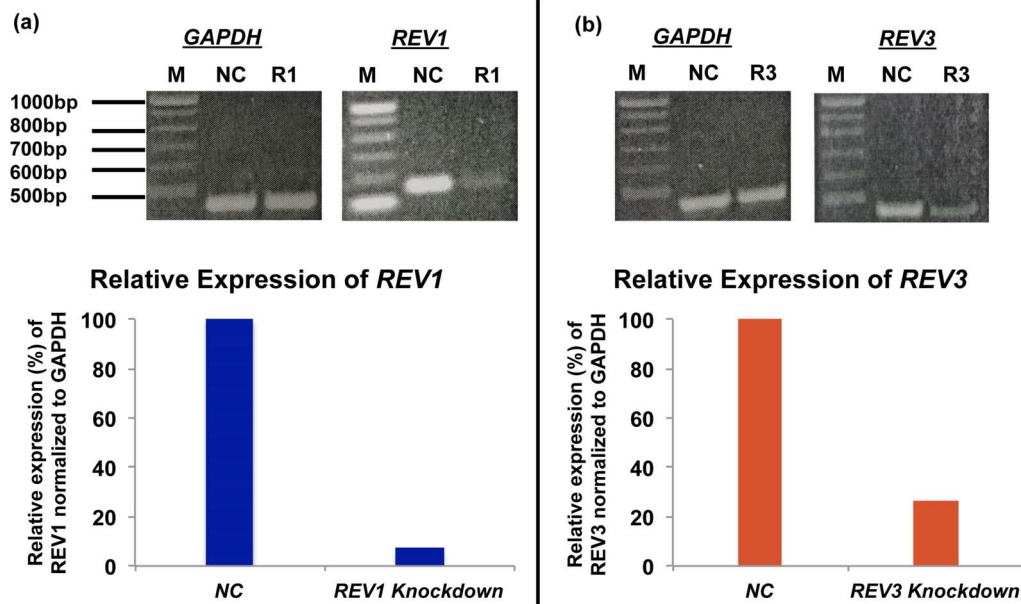 (a)
GAPDH REV1
M NC R1 M NC R1
1000bp
800bp
700bp
600bp
500bp
Relative Expression of REV1
Relative expression (%) of
REV1 normalized to GAPDH
100
80
60
40
20
0
NC REV1 Knockdown
(b)
GAPDH REV3
M NC R3 M NC R3
Relative Expression of REV3
Relative expression (%) of
REV3 normalized to GAPDH
100
80
60
40
20
0
NC REV3 Knockdown